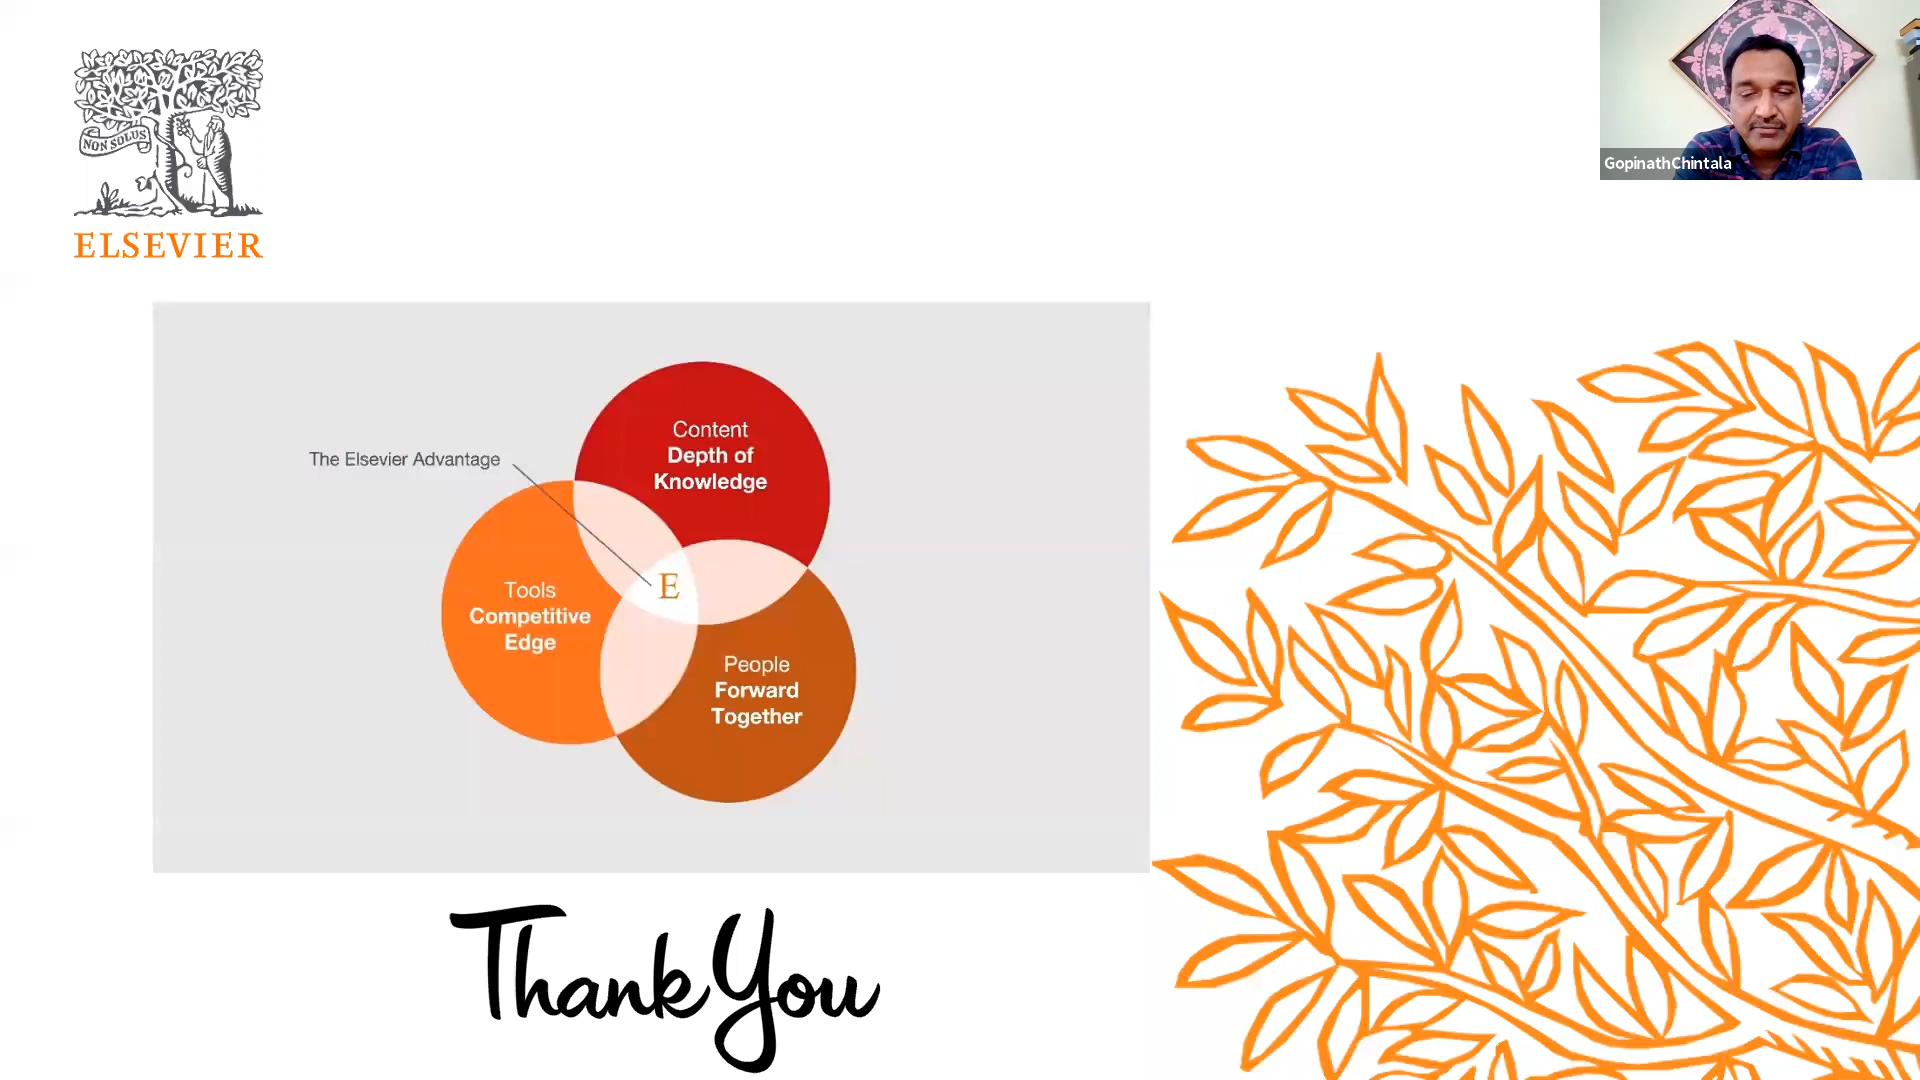 NON SOLUS
ELSEVIER
GopinathChintala
The Elsevier Advantage
Content
Depth of
Knowledge
E
Tools
Competitive
Edge
People
Forward
Together
Thank You